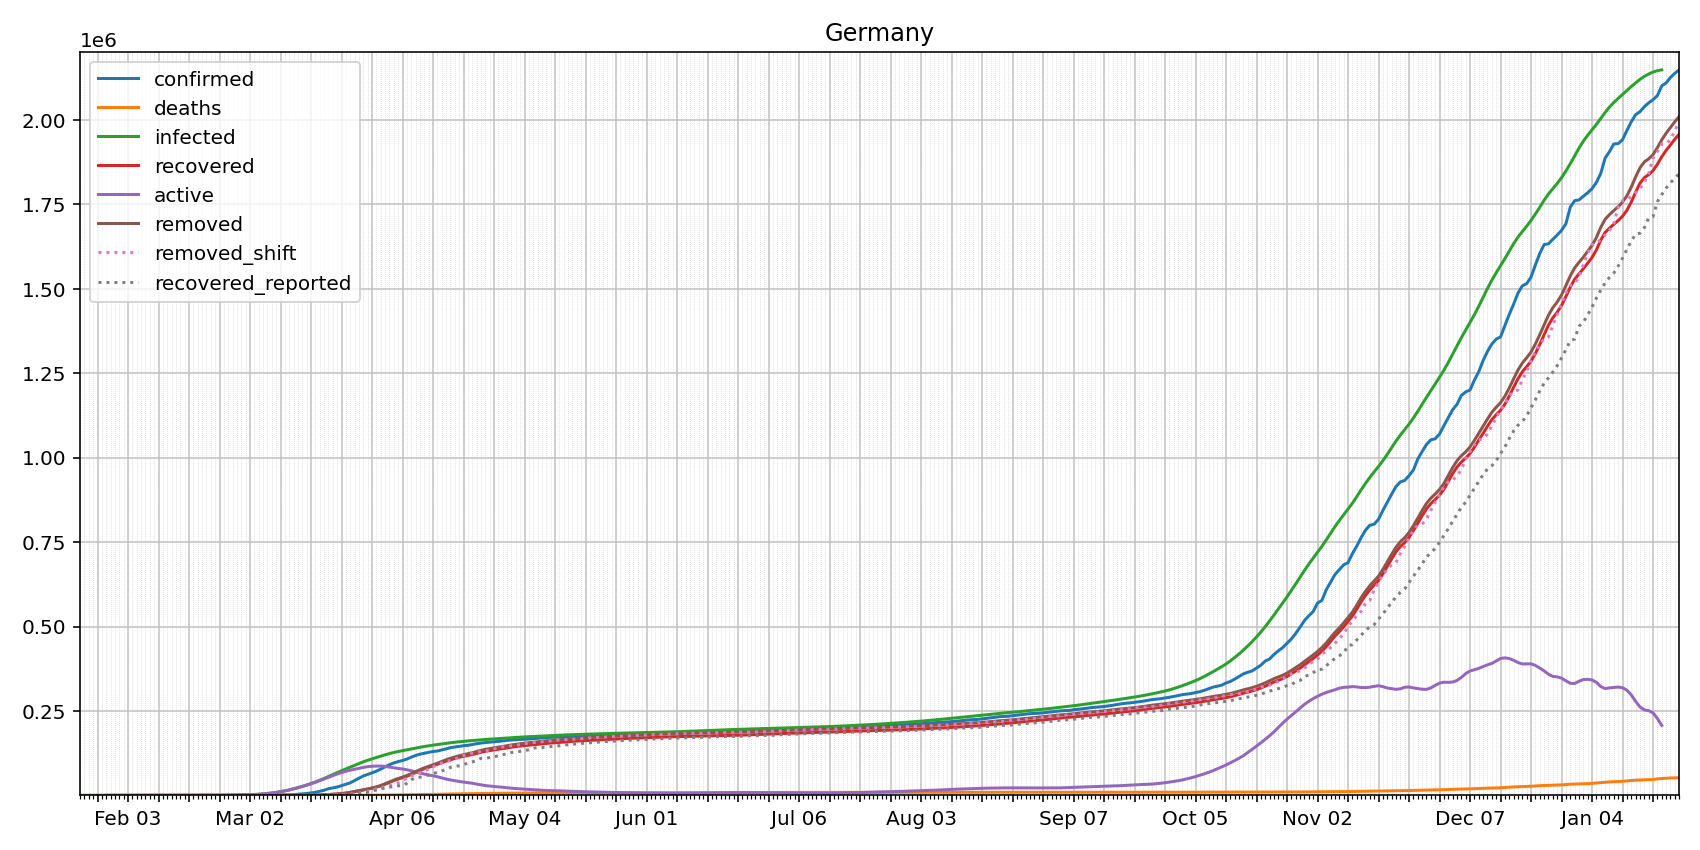 Germany
1e6
confirmed
deaths
infected
recovered
active
removed
removed_shift
recovered_reported
2.00
1.75
1.50
1.25
1.00
0.75
0.50
0.25
Feb 03 Mar 02 Apr 06 May 04 Jun 01 Jul 06 Aug 03 Sep 07 Oct 05 Nov 02 Dec 07 Jan 04